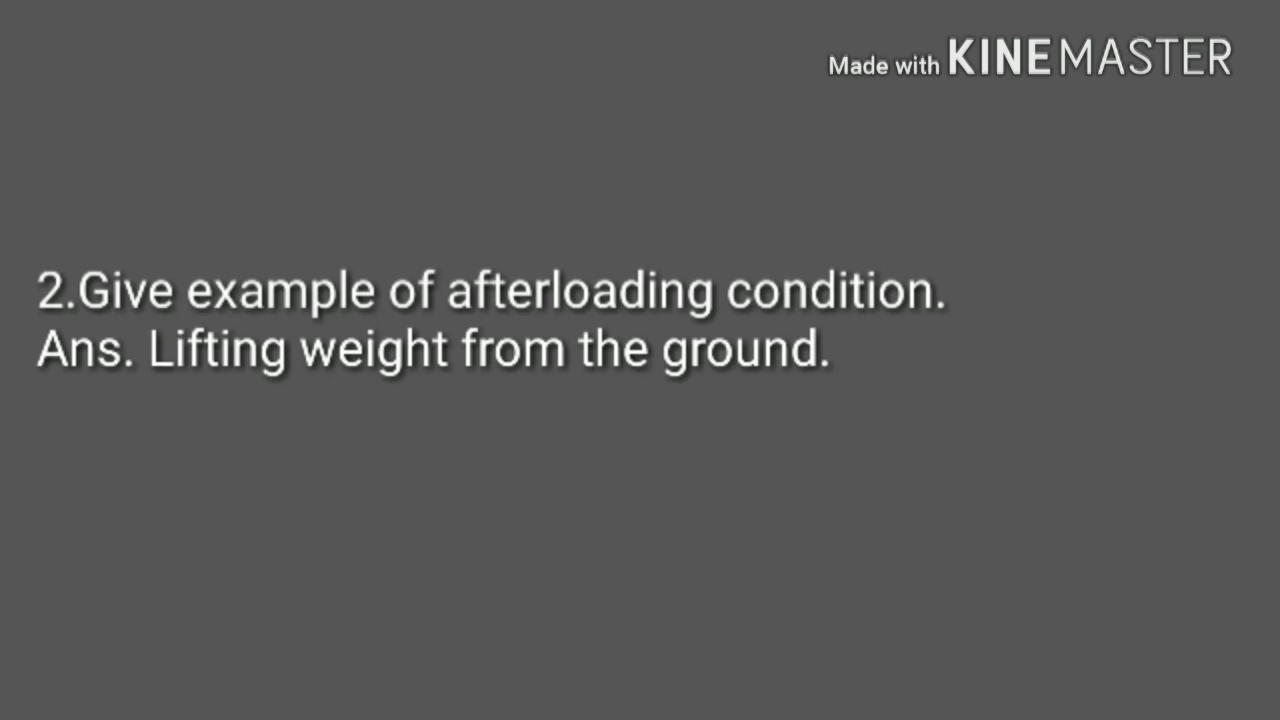 Made with KINEMASTER
2.Give example of afterloading condition.
Ans. Lifting weight from the ground.